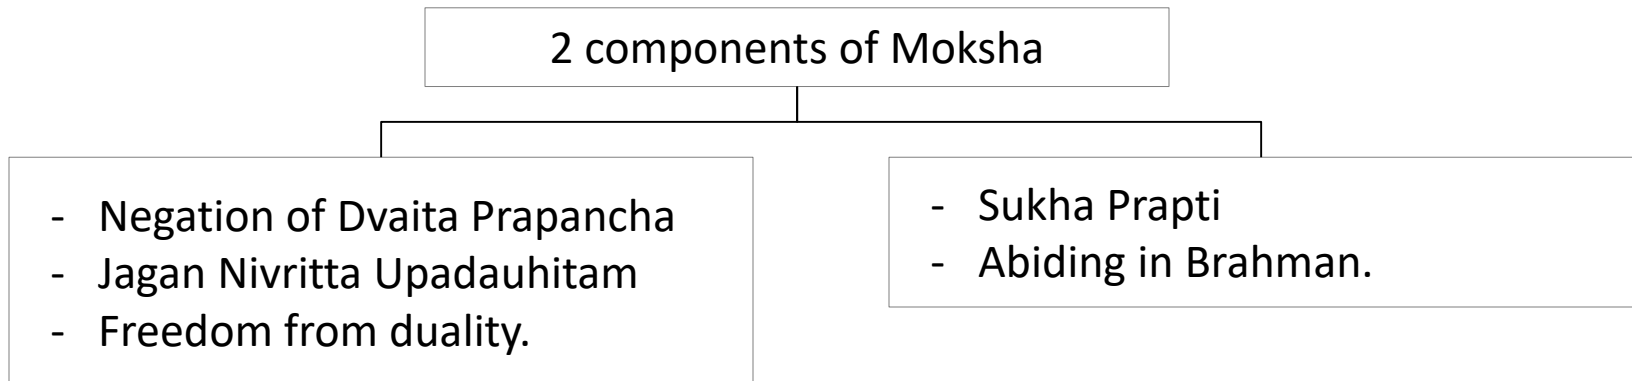 2 components of Moksha
- Negation of Dvaita Prapancha
- Jagan Nivritta Upadauhitam
- Freedom from duality.
- Sukha Prapti
- Abiding in Brahman.